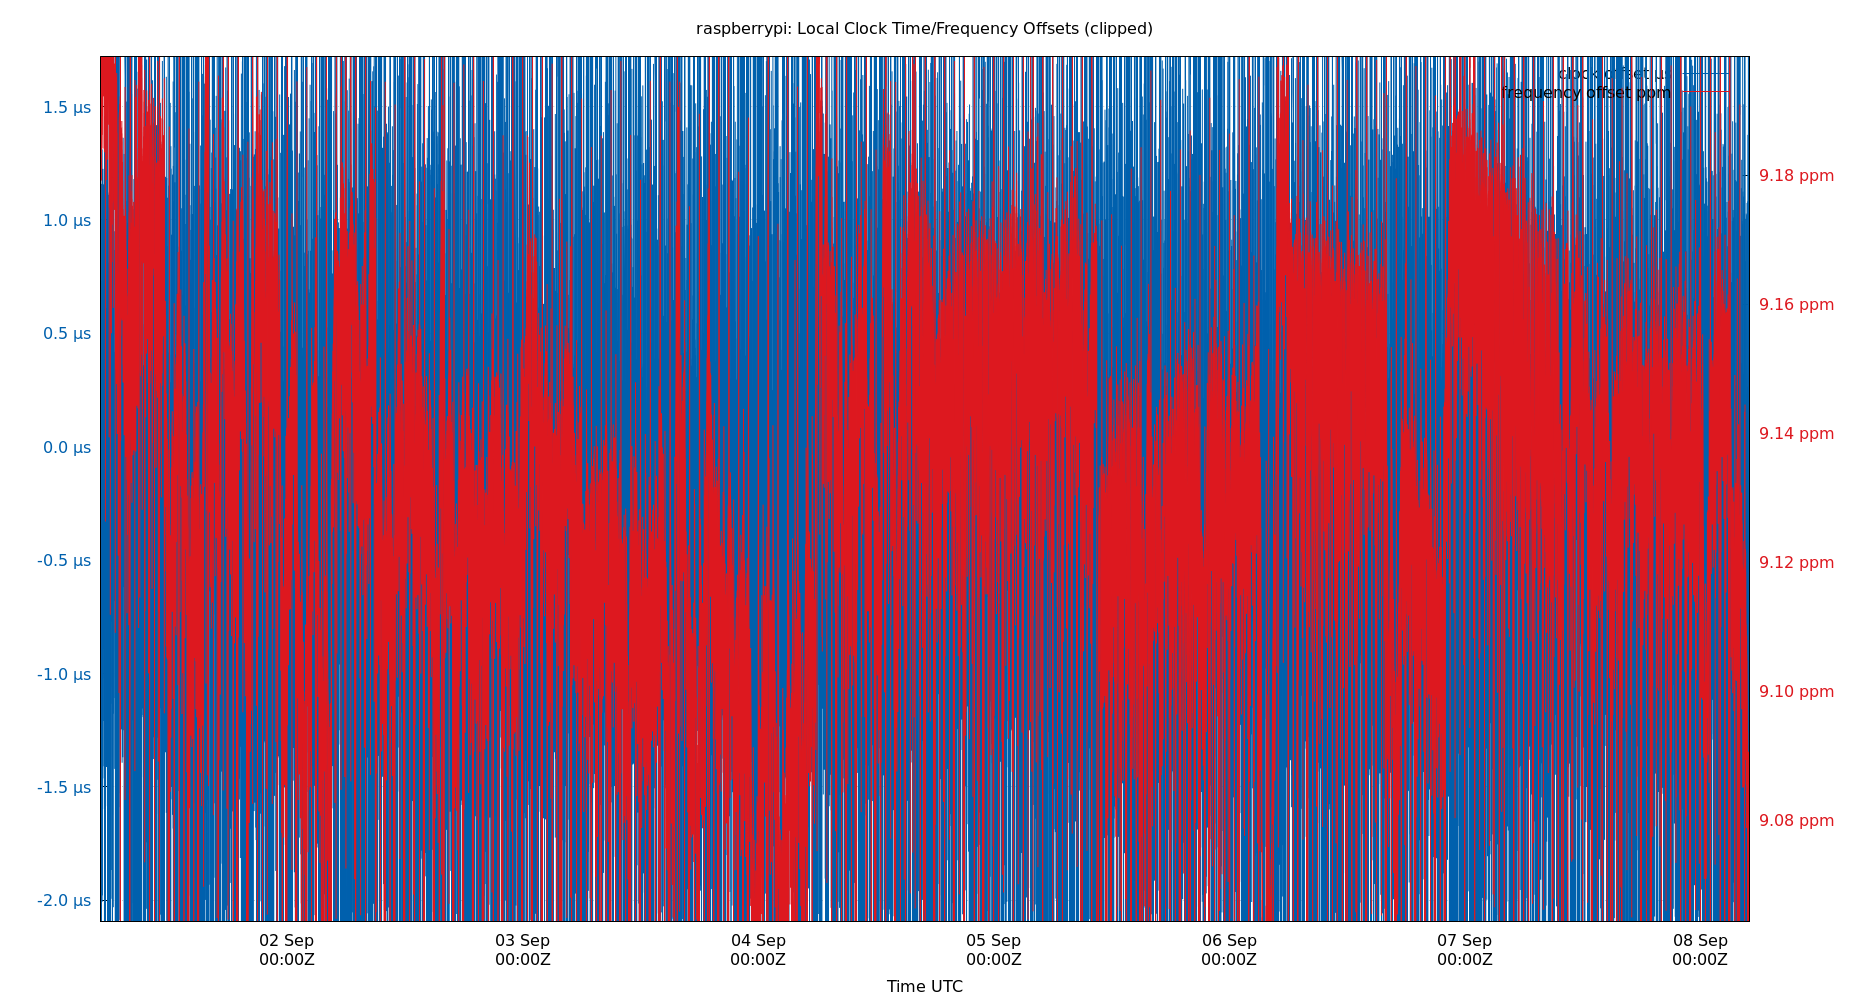 raspberrypi: Local Clock Time/Frequency Offsets (clipped)
clock offset µs
frequency offset ppm
1.5 µs
1.0 µs
0.5 µs
0.0 µs
-0.5 µs
-1.0 µs
-1.5 µs
-2.0 µs
9.18 ppm
9.16 ppm
9.14 ppm
9.12 ppm
9.10 ppm
9.08 ppm
02 Sep 03 Sep 04 Sep 05 Sep 06 Sep 07 Sep 08 Sep
00:00Z 00:00Z 00:00Z 00:00Z 00:00Z 00:00Z 00:00Z
Time UTC